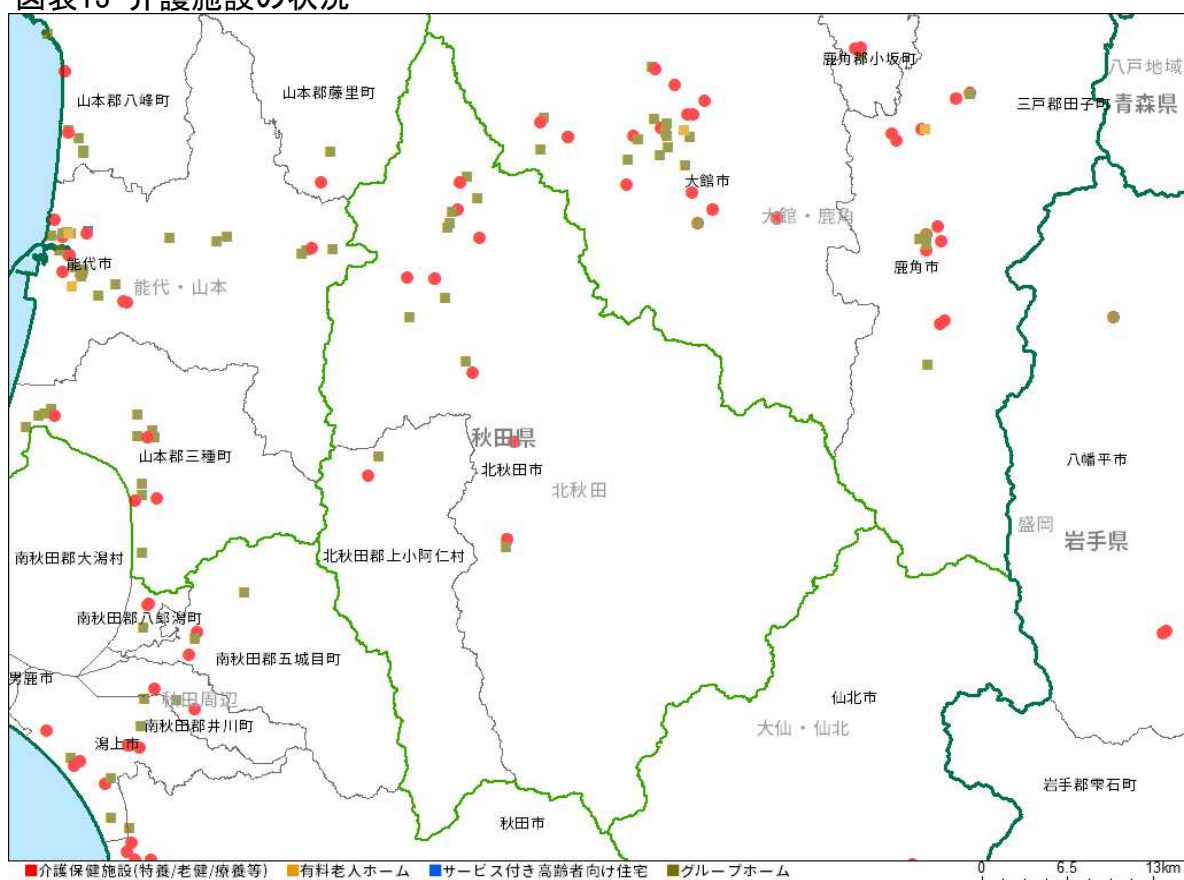 図表13 介護施設の状況
鹿角郡小坂町
八戸地域
山本郡藤里町
山本郡八峰町
三戸郡田子町
青森県
大館市
大館・鹿角
能代市
鹿角市
能代・山本
秋田県
山本郡三種町
北秋田市
八幡平市
北秋田
盛岡
岩手県
南秋田郡大潟村
北秋田郡上小阿仁村
南秋田郡八郎潟町
南秋田郡五城目町
男鹿市
秋田周辺
仙北市
南秋田郡井川町
大仙・仙北
潟上市
岩手郡雫石町
秋田市
介護保健施設(特養/老健/療養等) 有料老人ホーム サービス付き高齢者向け住宅 グループホーム
0 6.5 13km